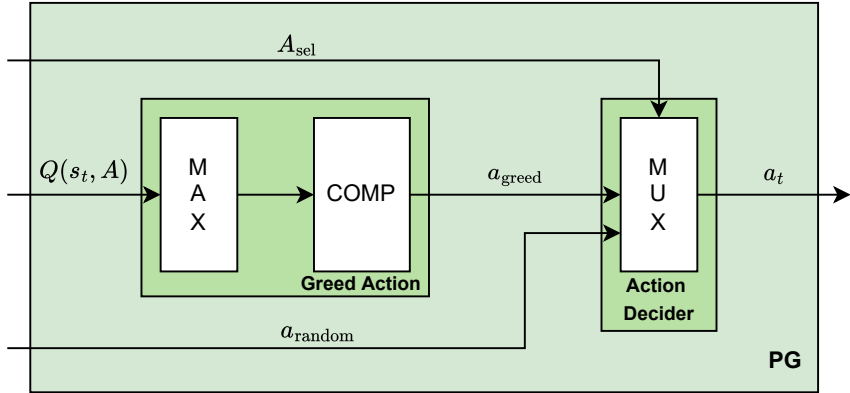 A_sel
Q(s_t, A)
M
A
X
COMP
a_greed
M
U
X
a_t
Greed Action
Action
Decider
a_random
PG